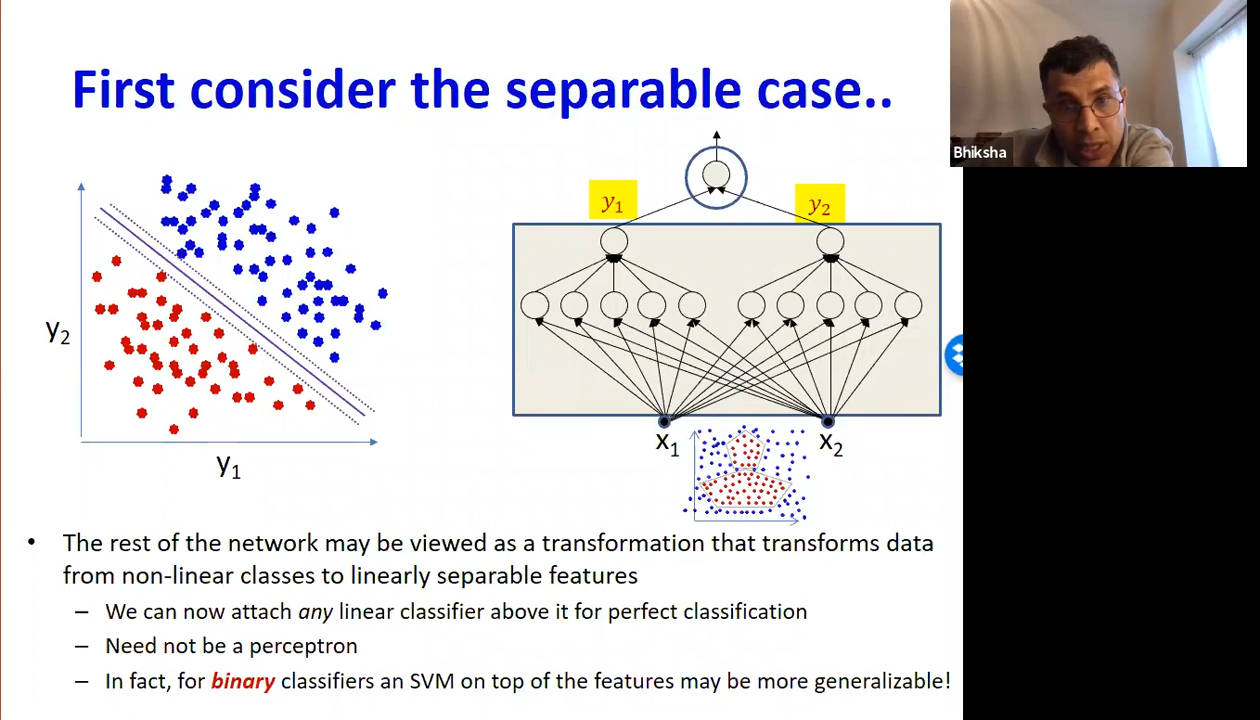 First consider the separable case..
Bhiksha
y1
y2
y2
y1
x1
x2
• The rest of the network may be viewed as a transformation that transforms data
from non-linear classes to linearly separable features
– We can now attach any linear classifier above it for perfect classification
– Need not be a perceptron
– In fact, for binary classifiers an SVM on top of the features may be more generalizable!